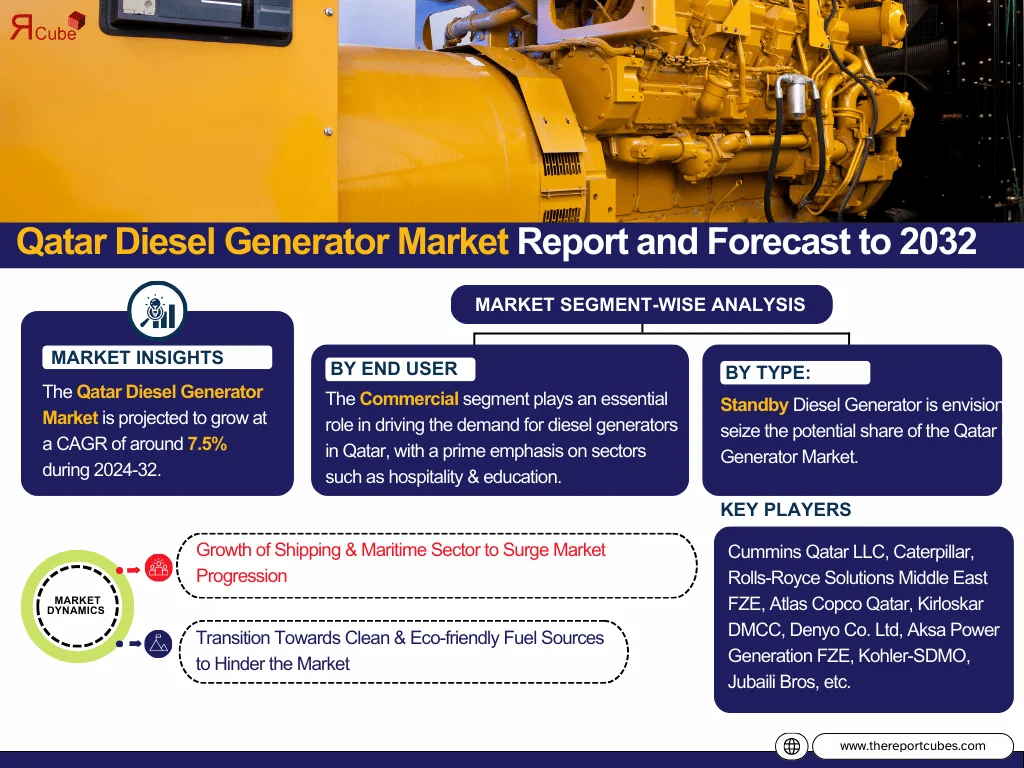 RCube
Qatar Diesel Generator Market Report and Forecast to 2032
MARKET INSIGHTS
The Qatar Diesel Generator
Market is projected to grow at
a CAGR of around 7.5%
during 2024-32.
MARKET SEGMENT-WISE ANALYSIS
BY END USER
The Commercial segment plays an essential
role in driving the demand for diesel generators
in Qatar, with a prime emphasis on sectors
such as hospitality & education.
BY TYPE:
Standby Diesel Generator is envision
seize the potential share of the Qatar
Generator Market.
MARKET
DYNAMICS
Growth of Shipping & Maritime Sector to Surge Market
Progression
Transition Towards Clean & Eco-friendly Fuel Sources
to Hinder the Market
KEY PLAYERS
Cummins Qatar LLC, Caterpillar,
Rolls-Royce Solutions Middle East
FZE, Atlas Copco Qatar, Kirloskar
DMCC, Denyo Co. Ltd, Aksa Power
Generation FZE, Kohler-SDMO,
Jubaili Bros, etc.
www.thereportcubes.com